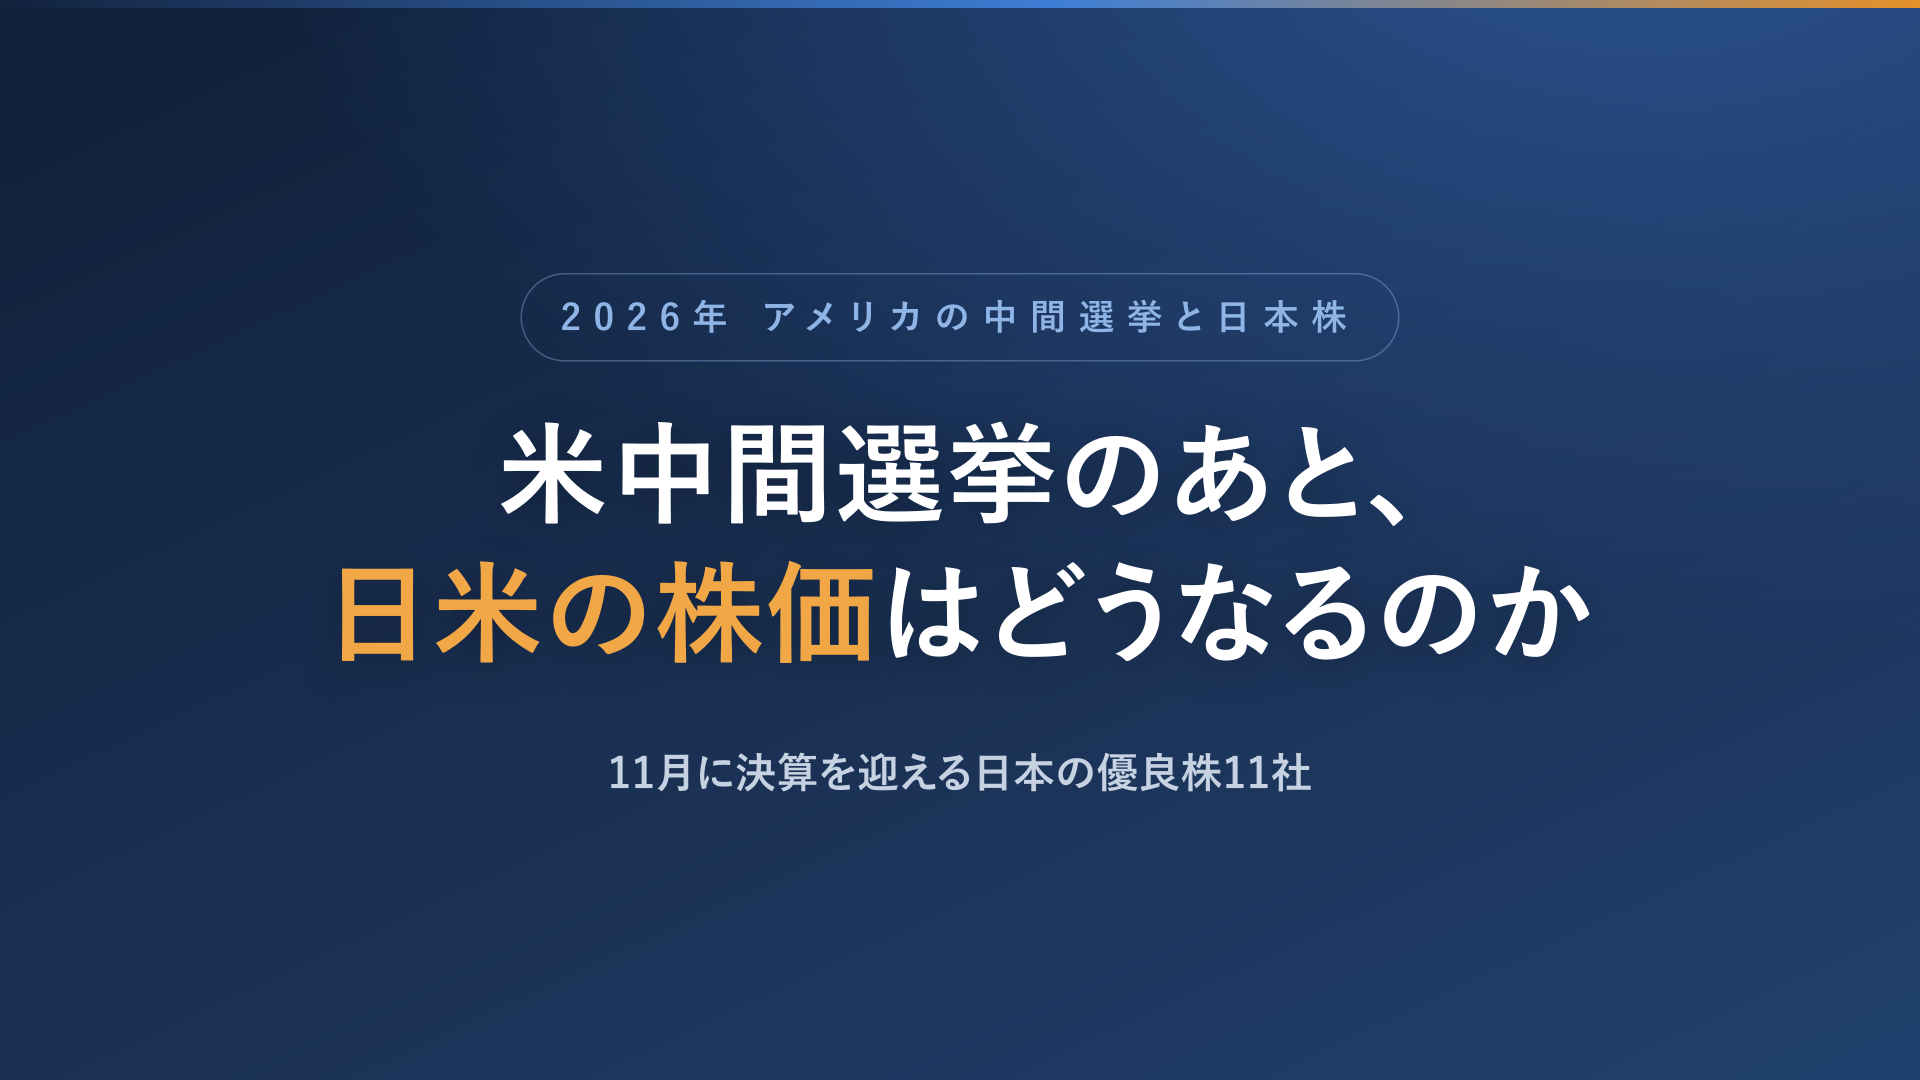 2026年 アメリカの中間選挙と日本株
米中間選挙のあと、
日米の株価はどうなるのか
11月に決算を迎える日本の優良株11社